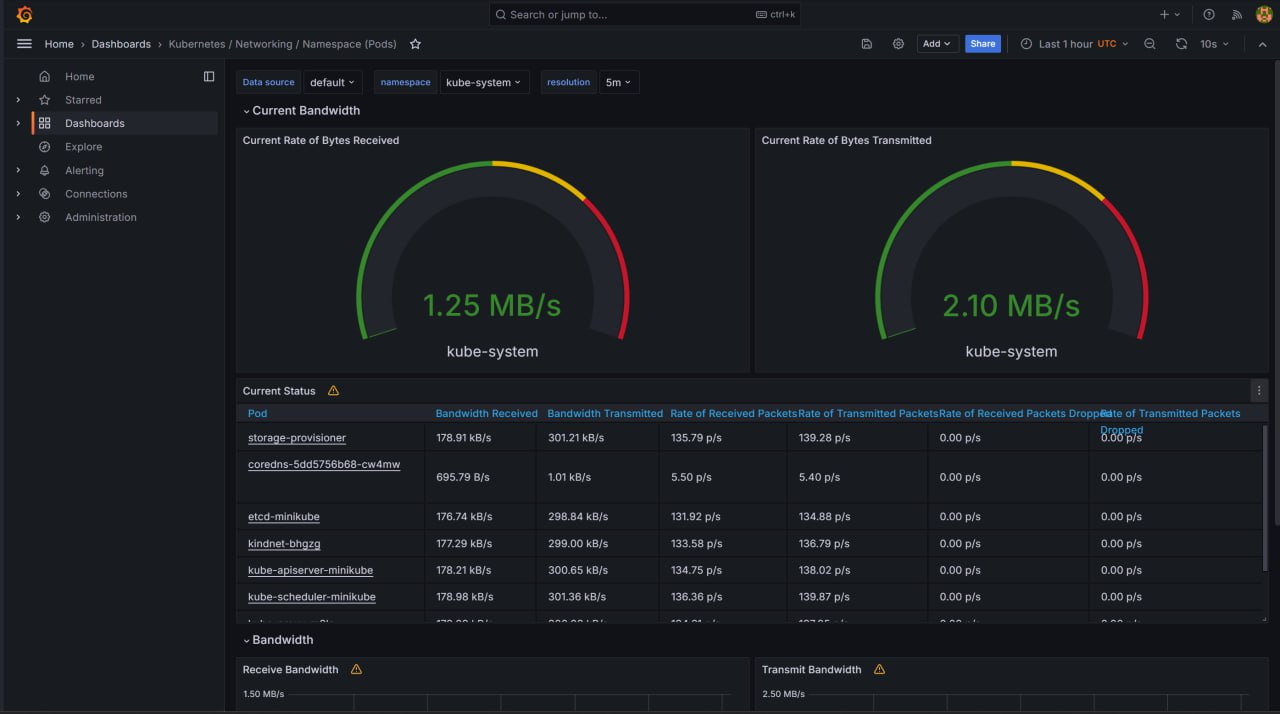 Search or jump to... ctrl+k
Home › Dashboards › Kubernetes / Networking / Namespace (Pods) Add Share Last 1 hour UTC 10s
Home
Starred
Dashboards
Explore
Alerting
Connections
Administration
Data source default namespace kube-system resolution 5m
Current Bandwidth
Current Rate of Bytes Received
1.25 MB/s
kube-system
Current Rate of Bytes Transmitted
2.10 MB/s
kube-system
Current Status
Pod Bandwidth Received Bandwidth Transmitted Rate of Received Packets Rate of Transmitted Packets Rate of Received Packets Dropped Rate of Transmitted Packets
Dropped
storage-provisioner 178.91 kB/s 301.21 kB/s 135.79 p/s 139.28 p/s 0.00 p/s 0.00 p/s
coredns-5dd5756b68-cw4mw 695.79 B/s 1.01 kB/s 5.50 p/s 5.40 p/s 0.00 p/s 0.00 p/s
etcd-minikube 176.74 kB/s 298.84 kB/s 131.92 p/s 134.88 p/s 0.00 p/s 0.00 p/s
kindnet-bhgzg 177.29 kB/s 299.00 kB/s 133.58 p/s 136.79 p/s 0.00 p/s 0.00 p/s
kube-apiserver-minikube 178.21 kB/s 300.65 kB/s 134.75 p/s 138.02 p/s 0.00 p/s 0.00 p/s
kube-scheduler-minikube 178.98 kB/s 301.36 kB/s 136.36 p/s 139.87 p/s 0.00 p/s 0.00 p/s
Bandwidth
Receive Bandwidth
1.50 MB/s
Transmit Bandwidth
2.50 MB/s